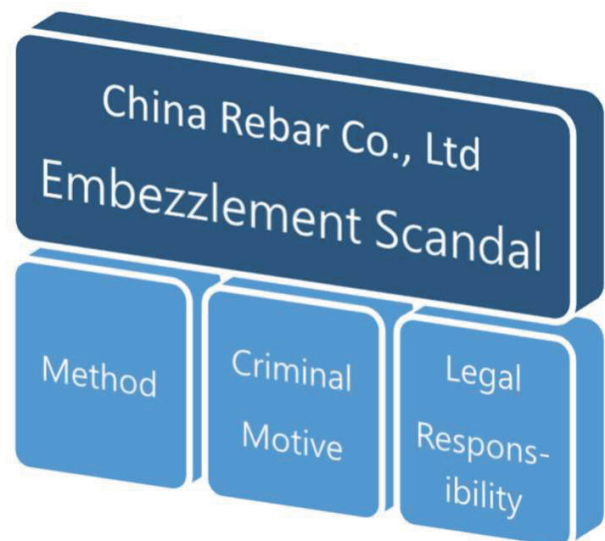 China Rebar Co., Ltd
Embezzlement Scandal
Method
Criminal
Motive
Legal
Respons-
ibility